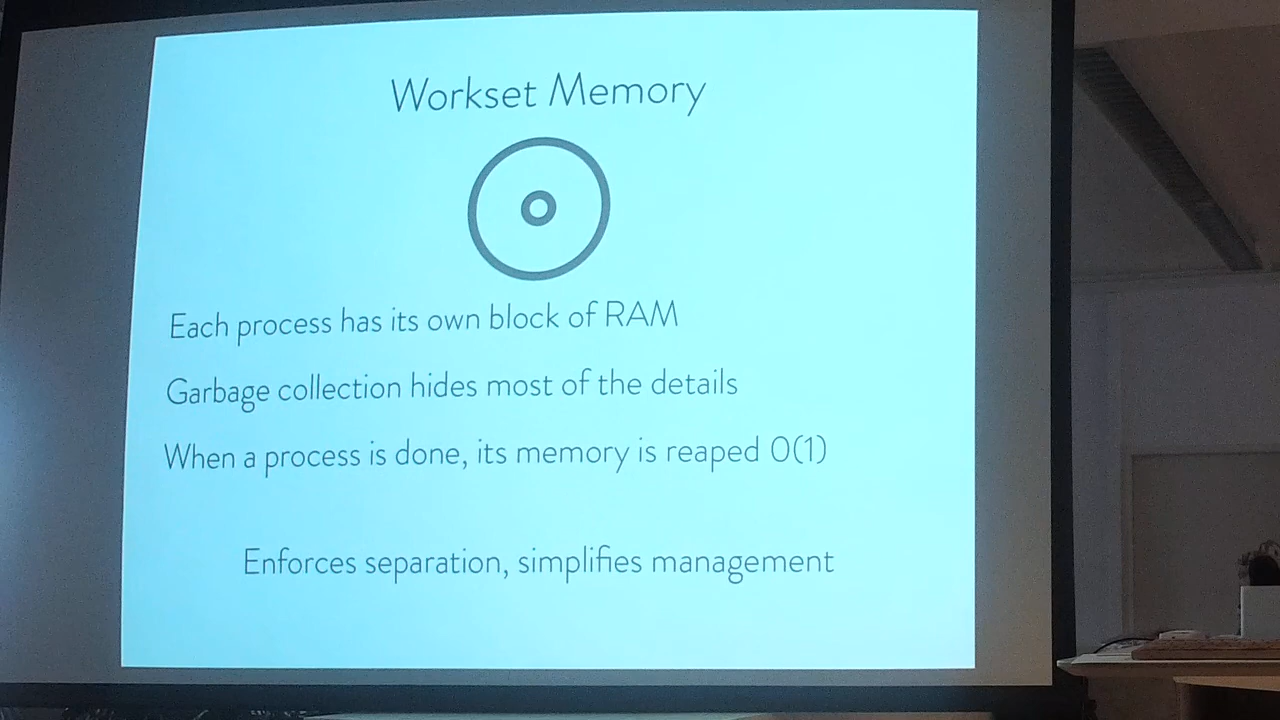 Workset Memory
Each process has its own block of RAM
Garbage collection hides most of the details
When a process is done, its memory is reaped O(1)
Enforces separation, simplifies management